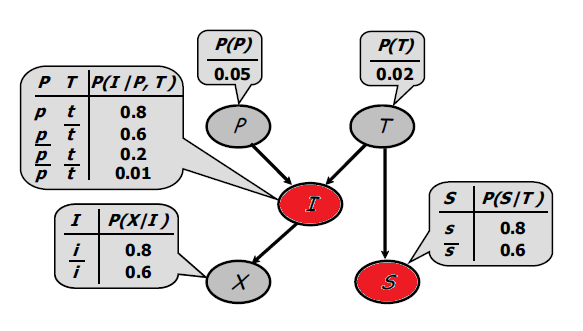 P(P)
0.05
P(T)
0.02
P T P(I |P, T )
p t 0.8
p t̅ 0.6
p̅ t 0.2
p̅ t̅ 0.01
P
T
I
S P(S|T )
s 0.8
s̅ 0.6
I P(X|I )
i 0.8
i̅ 0.6
X
S